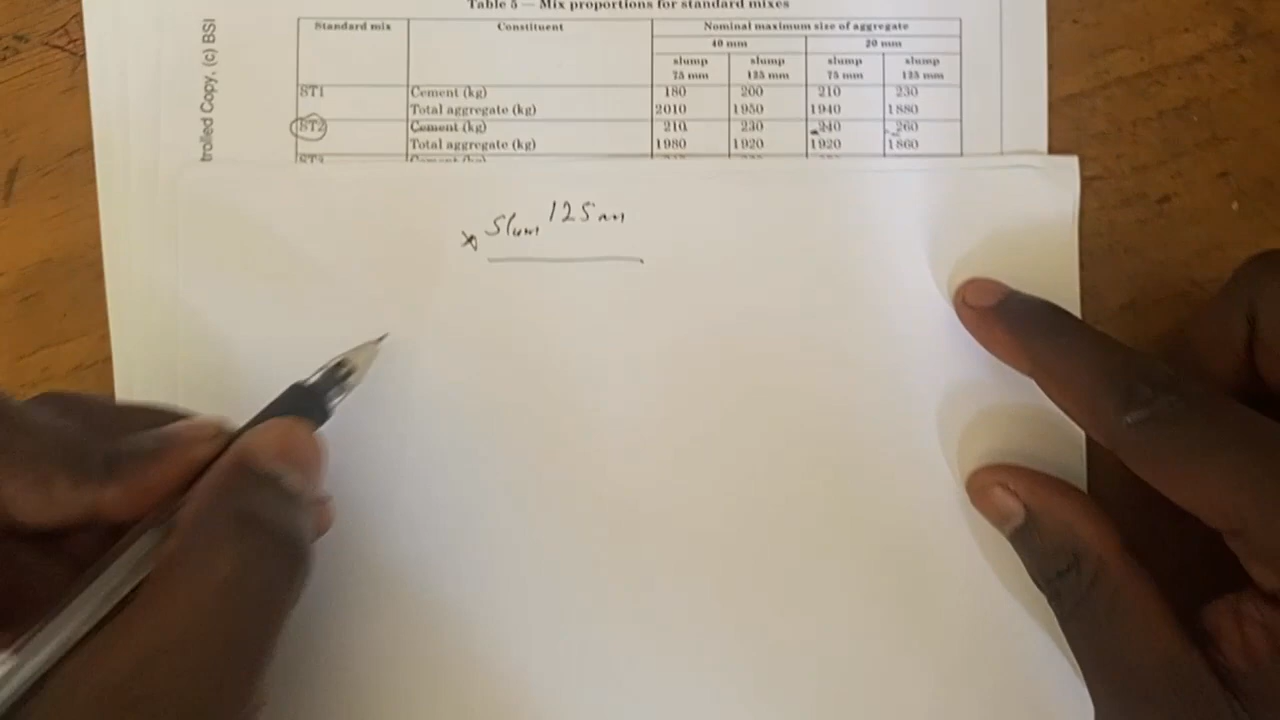 Table 5 — Mix proportions for standard mixes
Standard mix Constituent Nominal maximum size of aggregate
40 mm 20 mm
slump 75 mm slump 125 mm slump 75 mm slump 125 mm
ST1 Cement (kg) 180 200 210 230
Total aggregate (kg) 2010 1950 1940 1880
ST2 Cement (kg) 210 230 240 260
Total aggregate (kg) 1980 1920 1920 1860
trolled Copy, (c) BSI
Slum 125mm